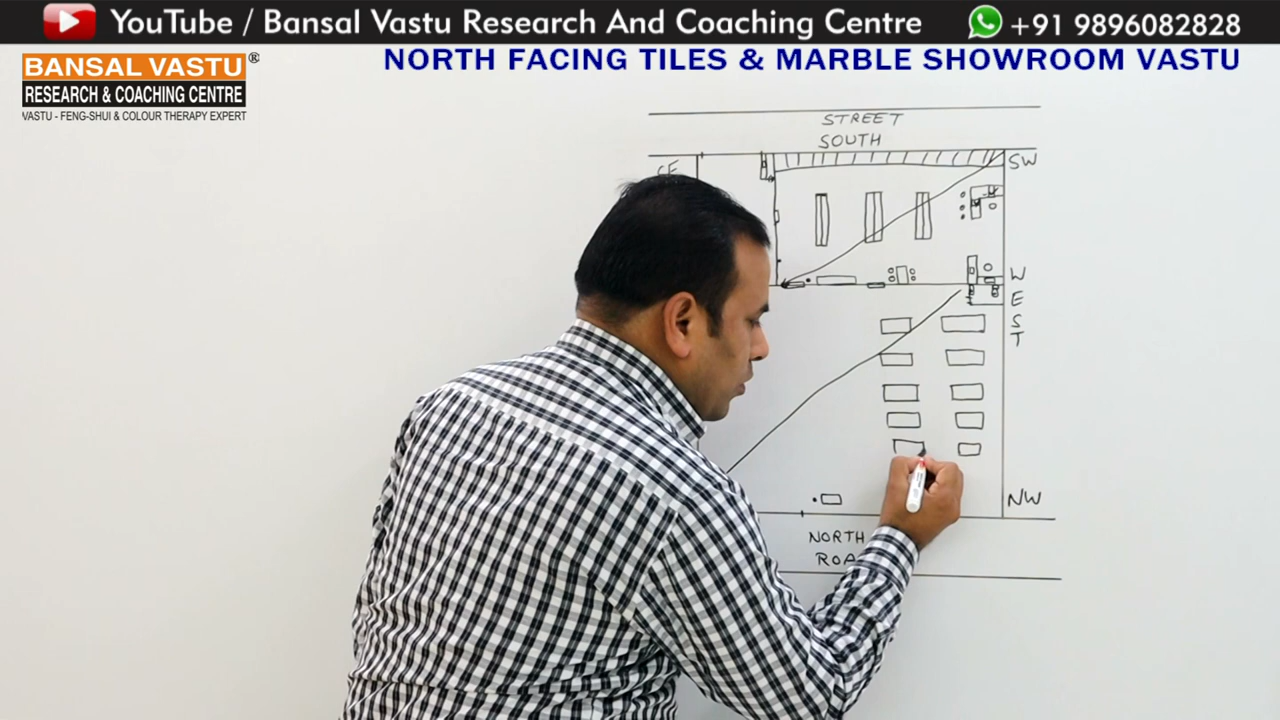 YouTube / Bansal Vastu Research And Coaching Centre
+91 9896082828
BANSAL VASTU®
RESEARCH & COACHING CENTRE
VASTU - FENG-SHUI & COLOUR THERAPY EXPERT
NORTH FACING TILES & MARBLE SHOWROOM VASTU
STREET
SOUTH
SW
WEST
NW
NORTH